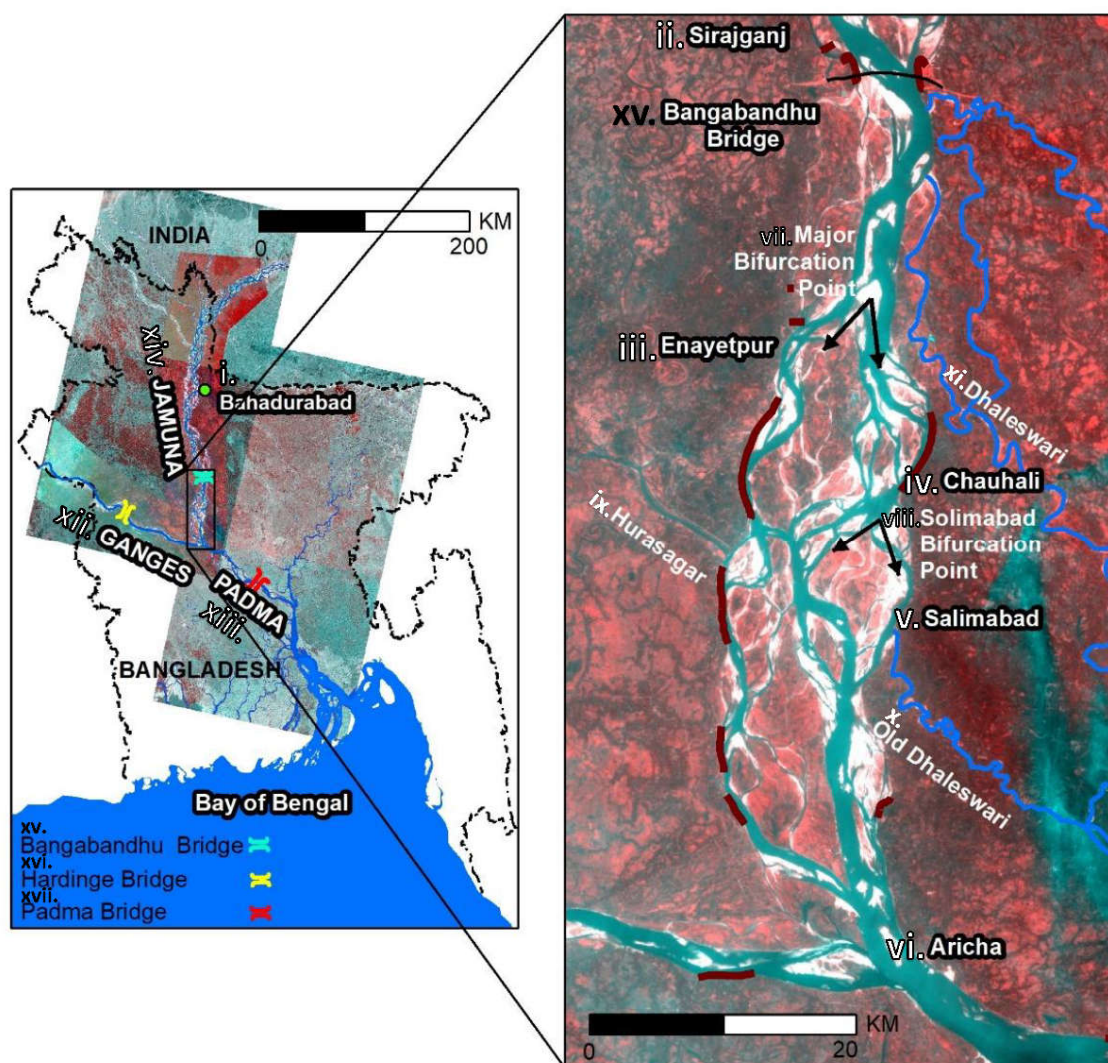 INDIA
KM
0
200
xiv. JAMUNA
i.
Bahadurabad
xii. GANGES
PADMA
xiii.
BANGLADESH
Bay of Bengal
xv.
Bangabandhu Bridge
xvi.
Hardinge Bridge
xvii.
Padma Bridge
ii. Sirajganj
xv. Bangabandhu
Bridge
vii. Major
Bifurcation
Point
iii. Enayetpur
xi. Dhaleswari
iv. Chauhali
viii. Solimabad
Bifurcation
Point
ix. Hurasagar
v. Salimabad
x.
Old Dhaleswari
vi. Aricha
KM
0
20